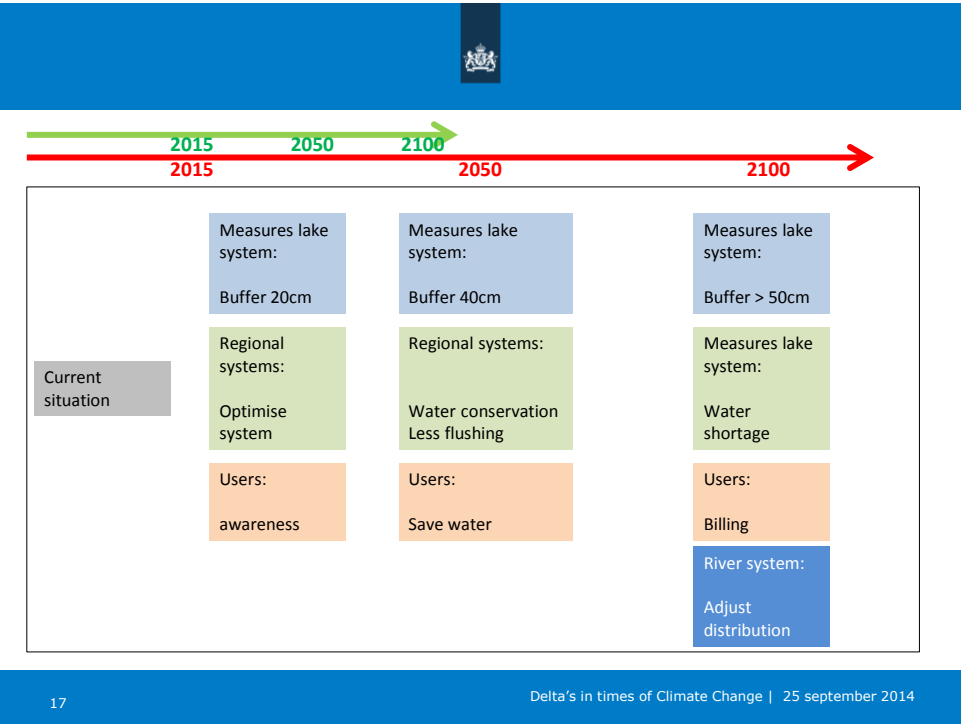 2015 2050 2100
2015 2050 2100
Current
situation
Measures lake
system:
Buffer 20cm
Regional
systems:
Optimise
system
Users:
awareness
Measures lake
system:
Buffer 40cm
Regional systems:
Water conservation
Less flushing
Users:
Save water
Measures lake
system:
Buffer > 50cm
Measures lake
system:
Water
shortage
Users:
Billing
River system:
Adjust
distribution
17
Delta's in times of Climate Change | 25 september 2014